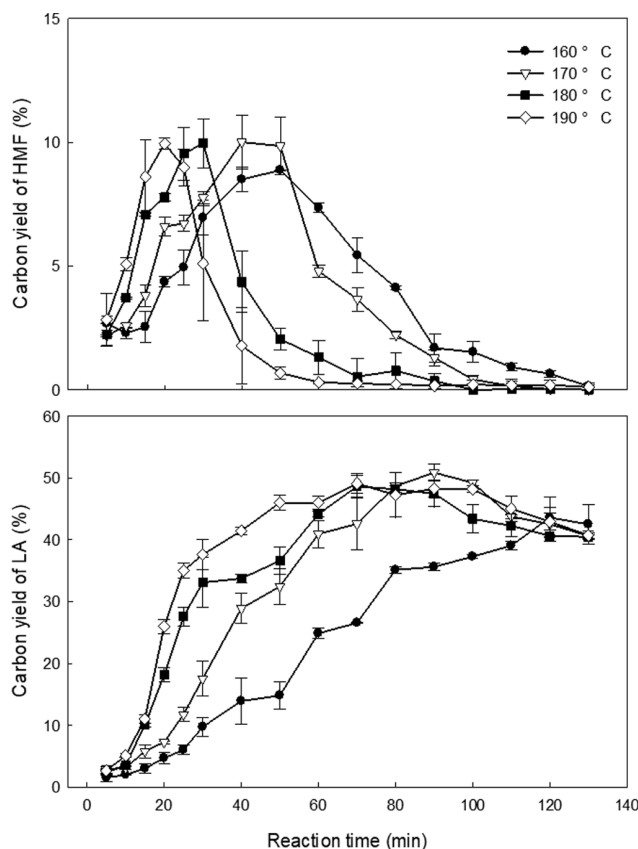 15
10
5
0
Carbon yield of HMF (%)
160 ° C
170 ° C
180 ° C
190 ° C
60
50
40
30
20
10
0
Carbon yield of LA (%)
0 20 40 60 80 100 120 140
Reaction time (min)